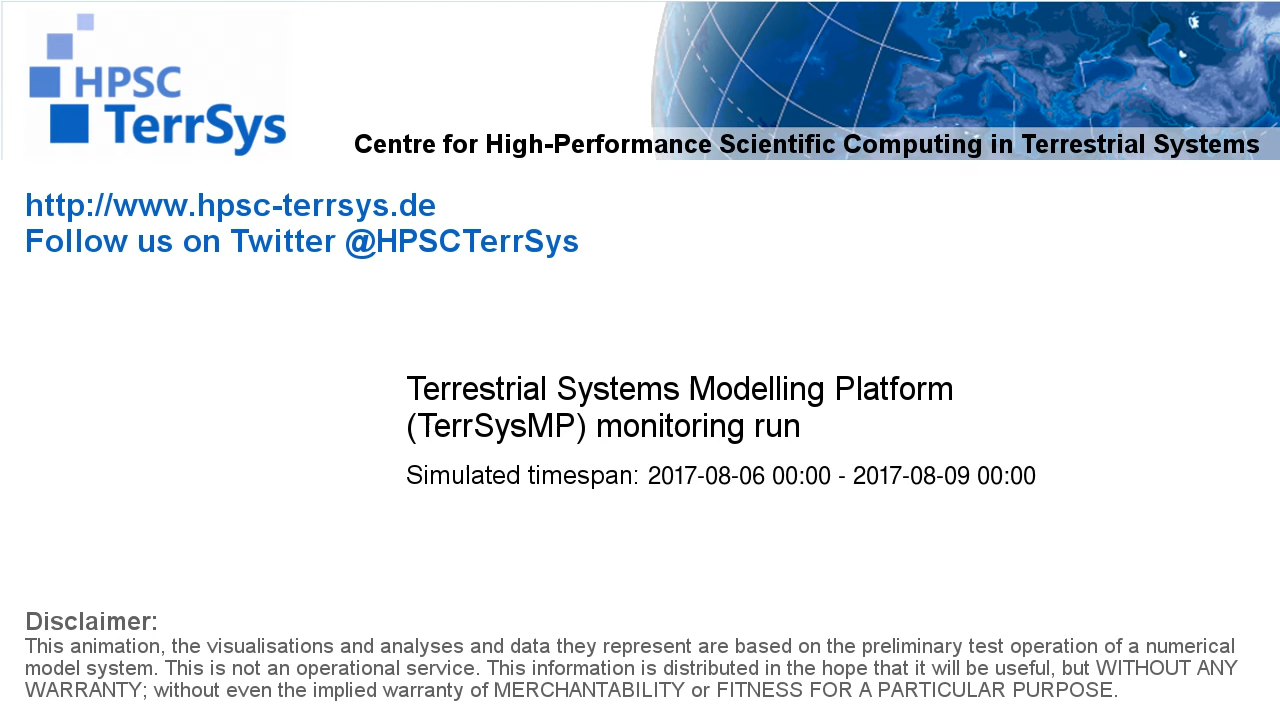 HPSC
TerrSys
Centre for High-Performance Scientific Computing in Terrestrial Systems
http://www.hpsc-terrsys.de
Follow us on Twitter @HPSCTerrSys
Terrestrial Systems Modelling Platform
(TerrSysMP) monitoring run
Simulated timespan: 2017-08-06 00:00 - 2017-08-09 00:00
Disclaimer:
This animation, the visualisations and analyses and data they represent are based on the preliminary test operation of a numerical
model system. This is not an operational service. This information is distributed in the hope that it will be useful, but WITHOUT ANY
WARRANTY; without even the implied warranty of MERCHANTABILITY or FITNESS FOR A PARTICULAR PURPOSE.